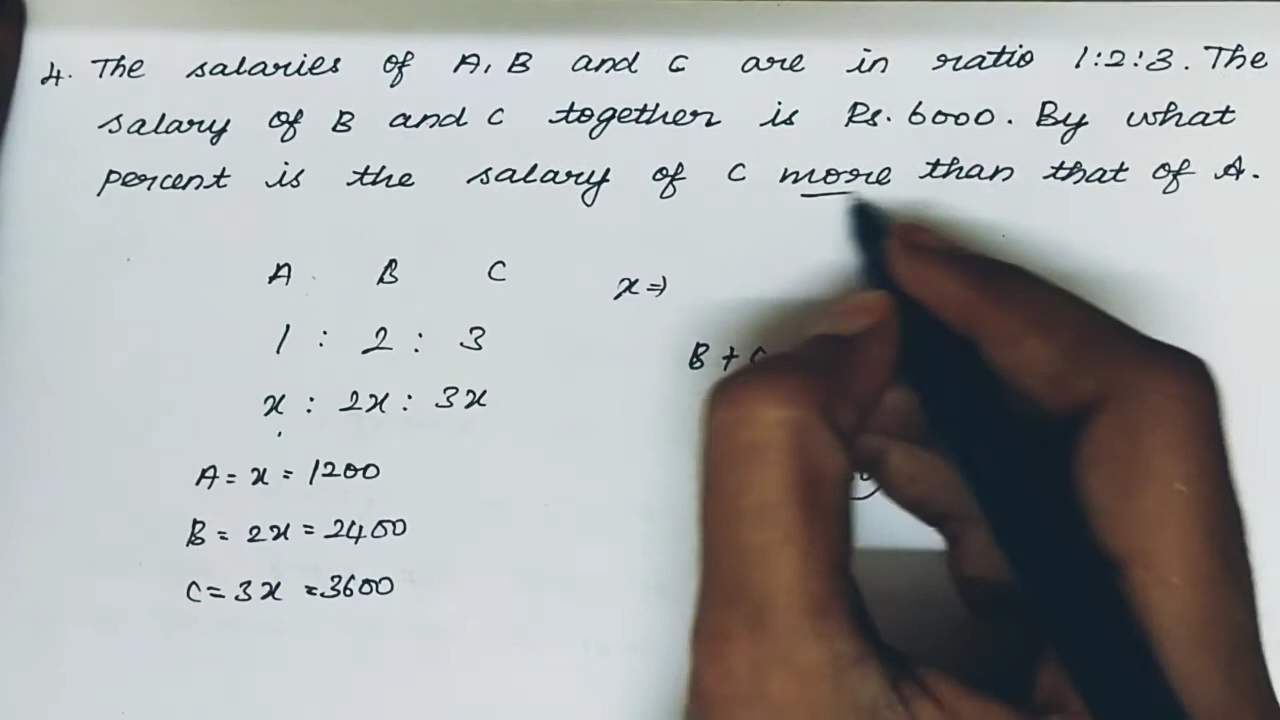 4. The salaries of A, B and C are in ratio 1:2:3. The
salary of B and C together is Rs. 6000. By what
percent is the salary of C more than that of A.
A B C
1 : 2 : 3
x : 2x : 3x
A = x = 1200
B = 2x = 2400
C = 3x = 3600
x ⇒
B + C